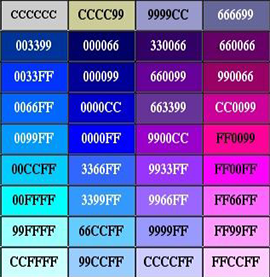 CCCCCC CCCC99 9999CC 666699
003399 000066 330066 660066
0033FF 000099 660099 990066
0066FF 0000CC 663399 CC0099
0099FF 0000FF 9900CC FF0099
00CCFF 3366FF 9933FF FF00FF
00FFFF 3399FF 9966FF FF66FF
99FFFF 66CCFF 9999FF FF99FF
CCFFFF 99CCFF CCCCFF FFCCFF